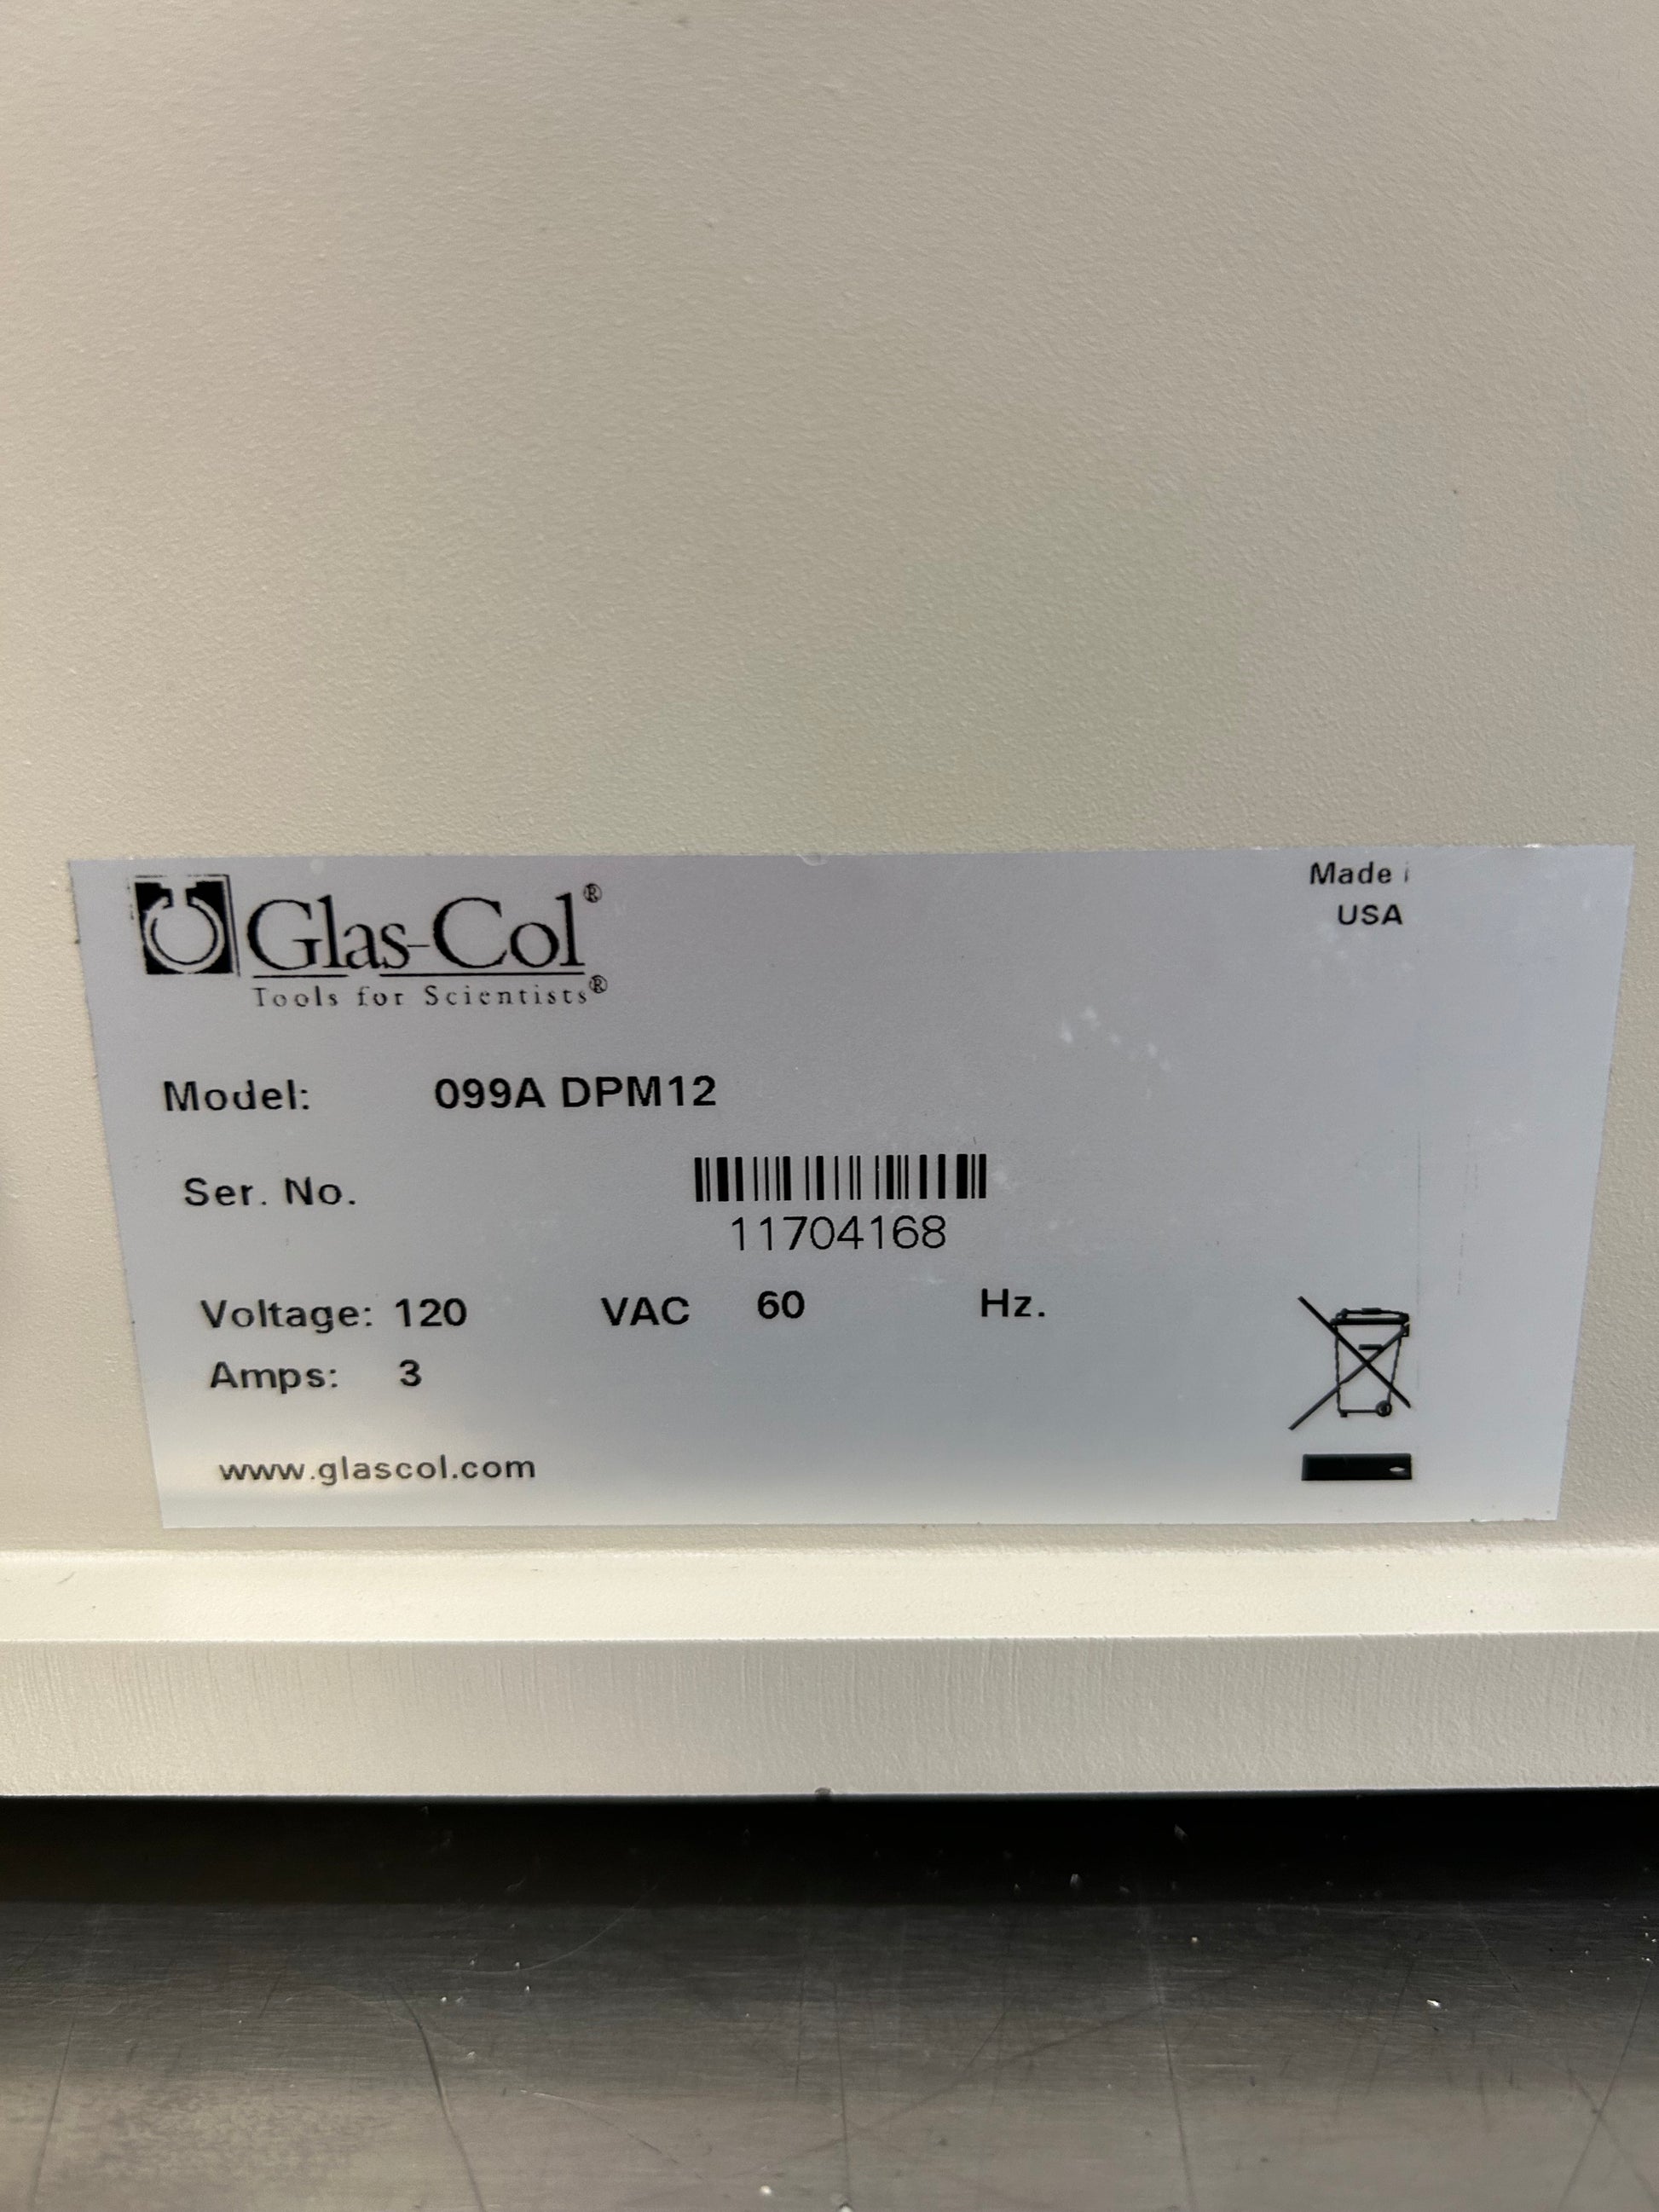 Glas-Col®
Tools for Scientists®
Made i
USA
Model: 099A DPM12
Ser. No.
11704168
Voltage: 120 VAC 60 Hz.
Amps: 3
www.glascol.com